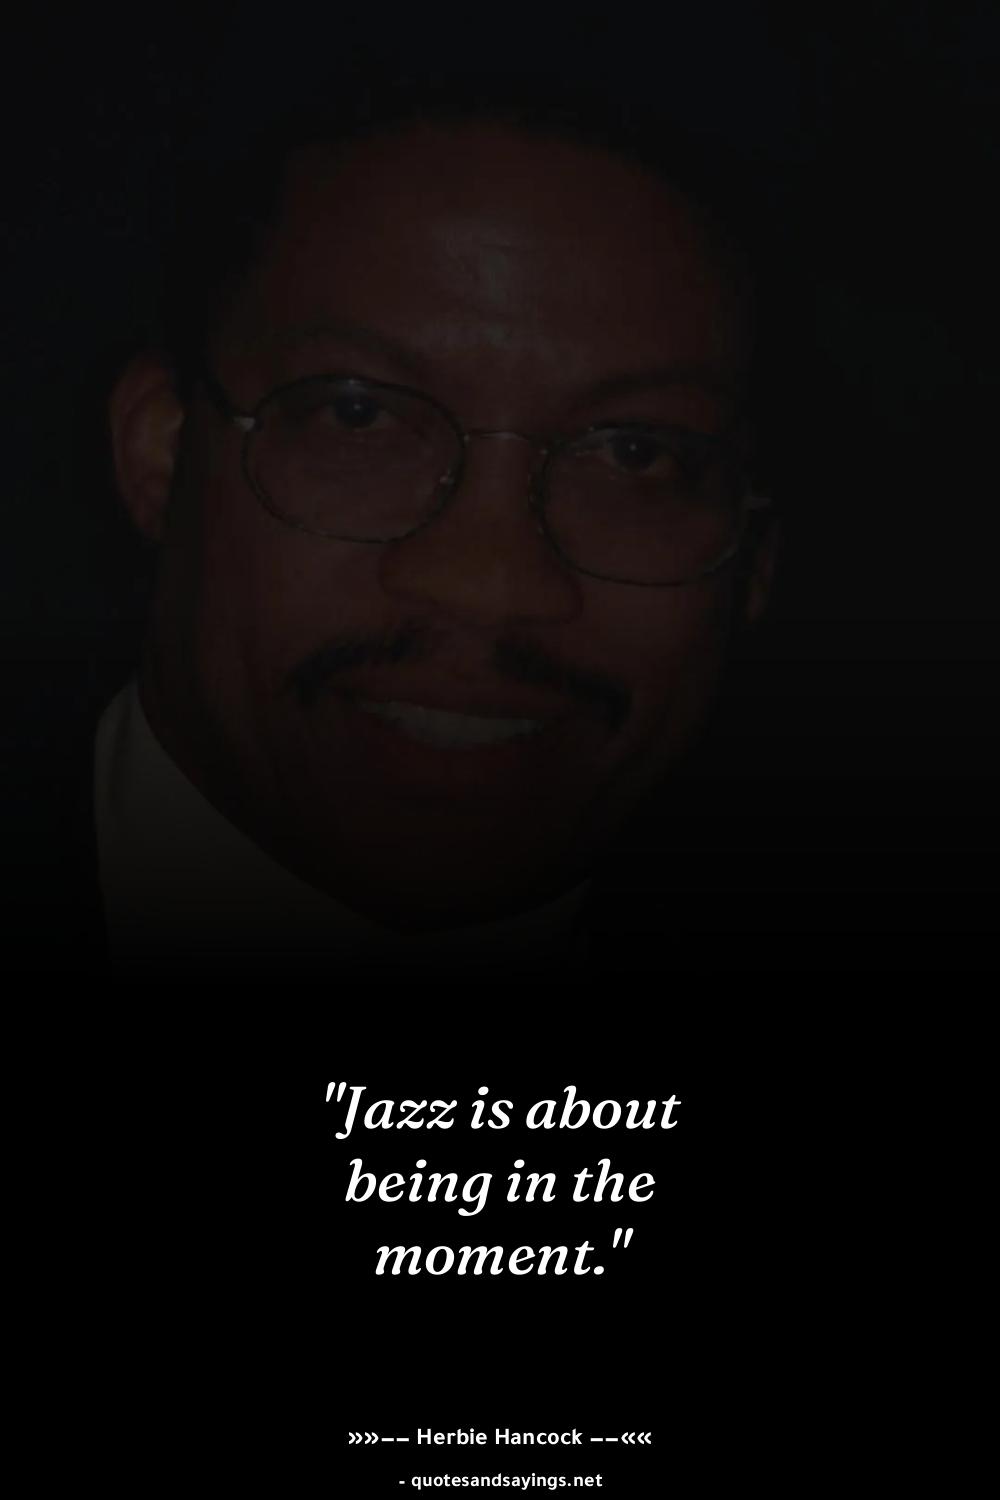 "Jazz is about
being in the
moment."
»»−− Herbie Hancock −−««
- quotesandsayings.net